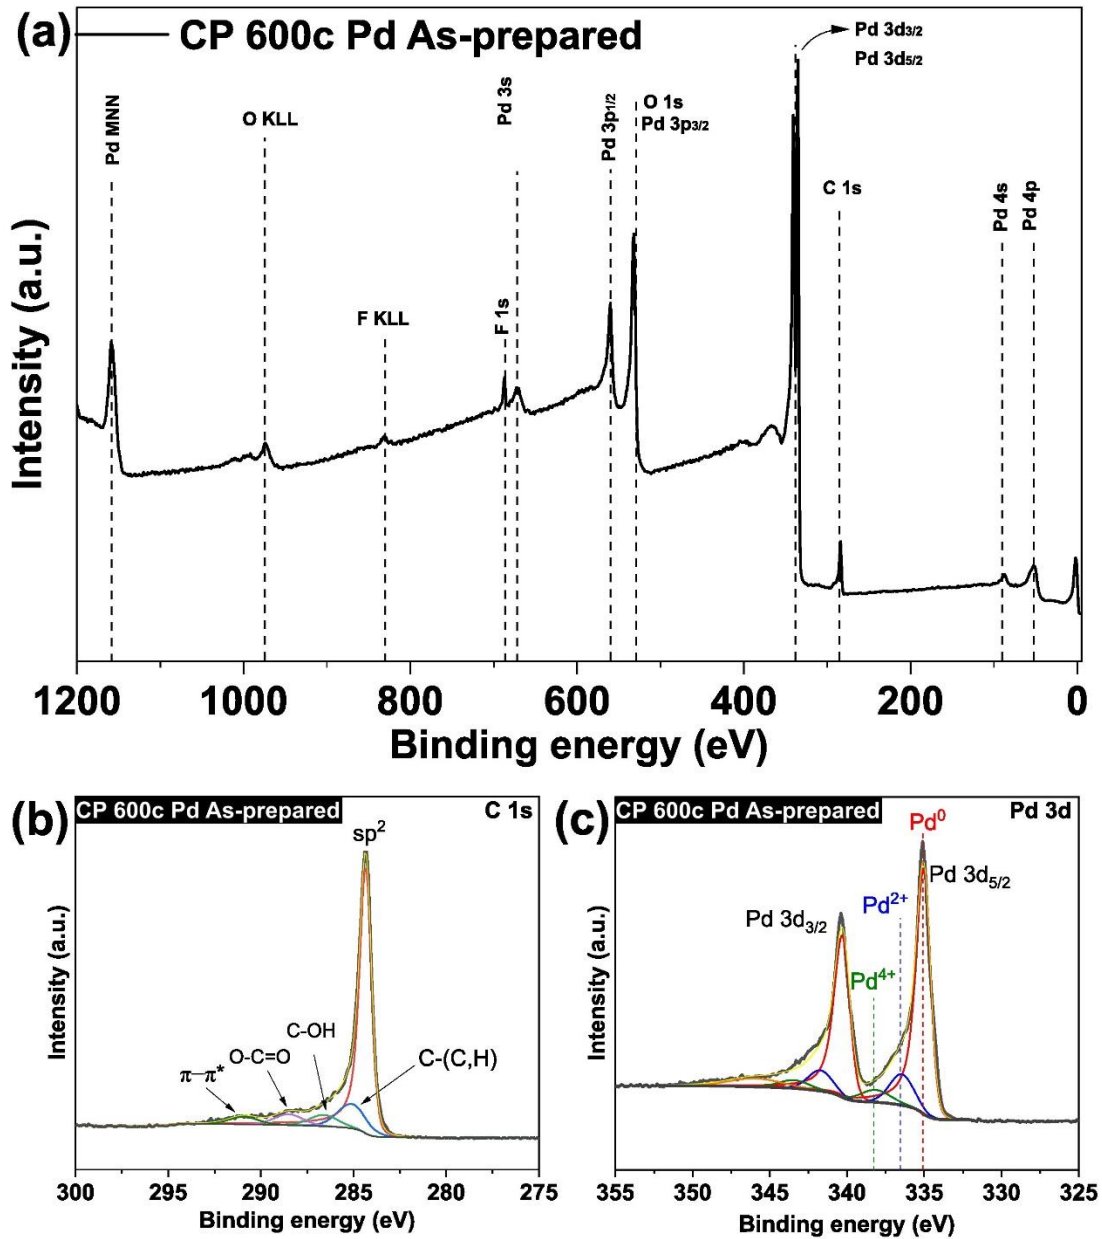 (a)
CP 600c Pd As-prepared
Pd 3d3/2
Pd 3d5/2
Pd MNN
O KLL
F KLL
F 1s
Pd 3s
Pd 3p1/2
O 1s
Pd 3p3/2
C 1s
Pd 4s
Pd 4p
Intensity (a.u.)
1200 1000 800 600 400 200 0
Binding energy (eV)
(b)
CP 600c Pd As-prepared
C 1s
sp2
C-OH
O-C=O
π-π*
C-(C,H)
Intensity (a.u.)
300 295 290 285 280 275
Binding energy (eV)
(c)
CP 600c Pd As-prepared
Pd 3d
Pd0
Pd 3d5/2
Pd2+
Pd 3d3/2
Pd4+
Intensity (a.u.)
355 350 345 340 335 330 325
Binding energy (eV)